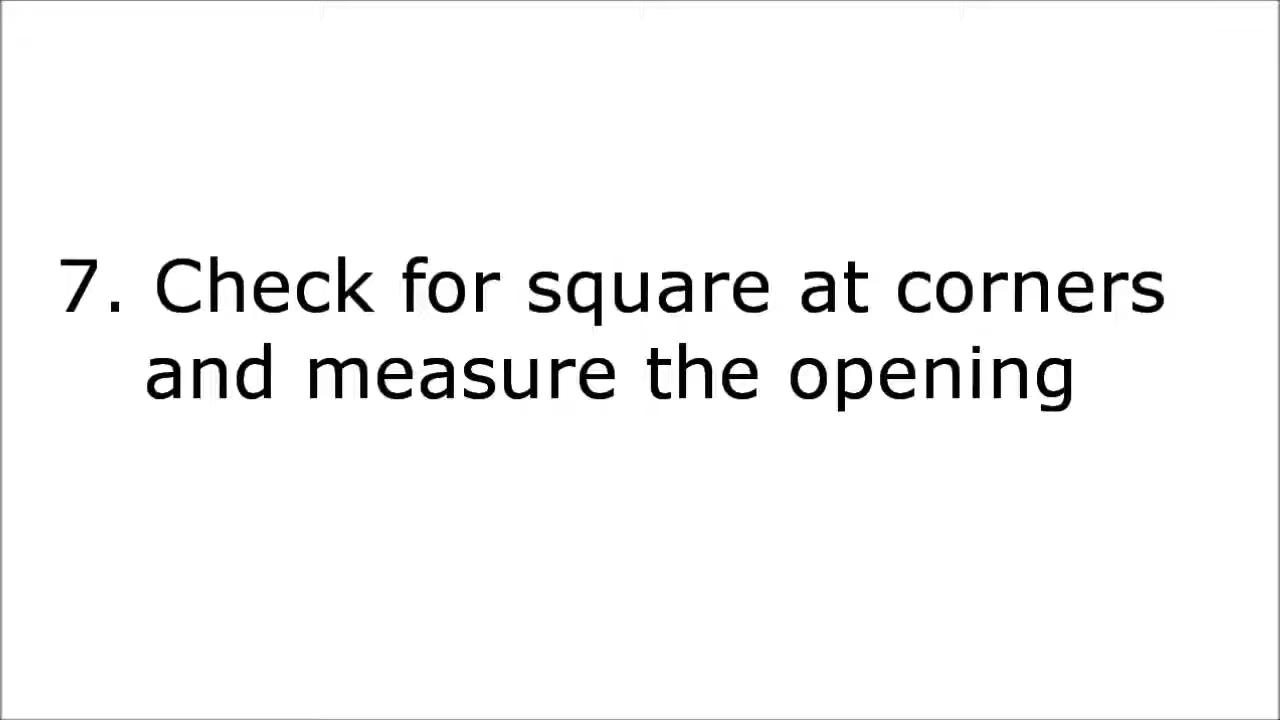 7. Check for square at corners
and measure the opening